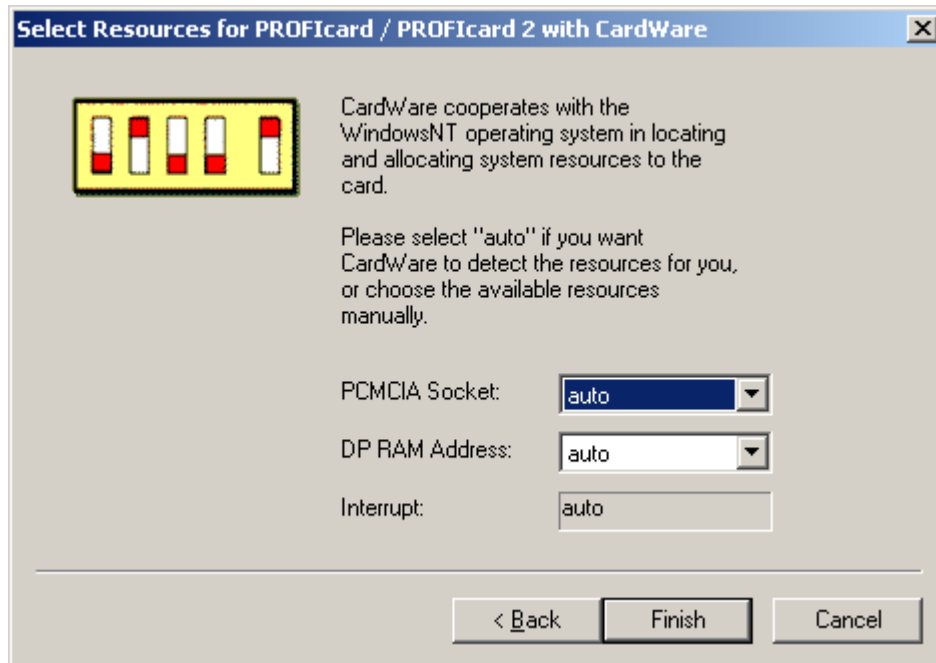 Select Resources for PROFIcard / PROFIcard 2 with CardWare
CardWare cooperates with the
WindowsNT operating system in locating
and allocating system resources to the
card.
Please select "auto" if you want
CardWare to detect the resources for you,
or choose the available resources
manually.
PCMCIA Socket: auto
DP RAM Address: auto
Interrupt: auto
< Back Finish Cancel